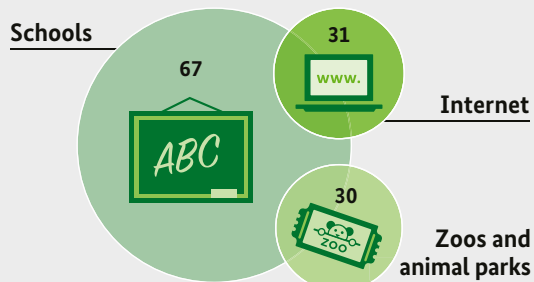 Schools
67
ABC
31
www.
Internet
30
ZOO
Zoos and
animal parks